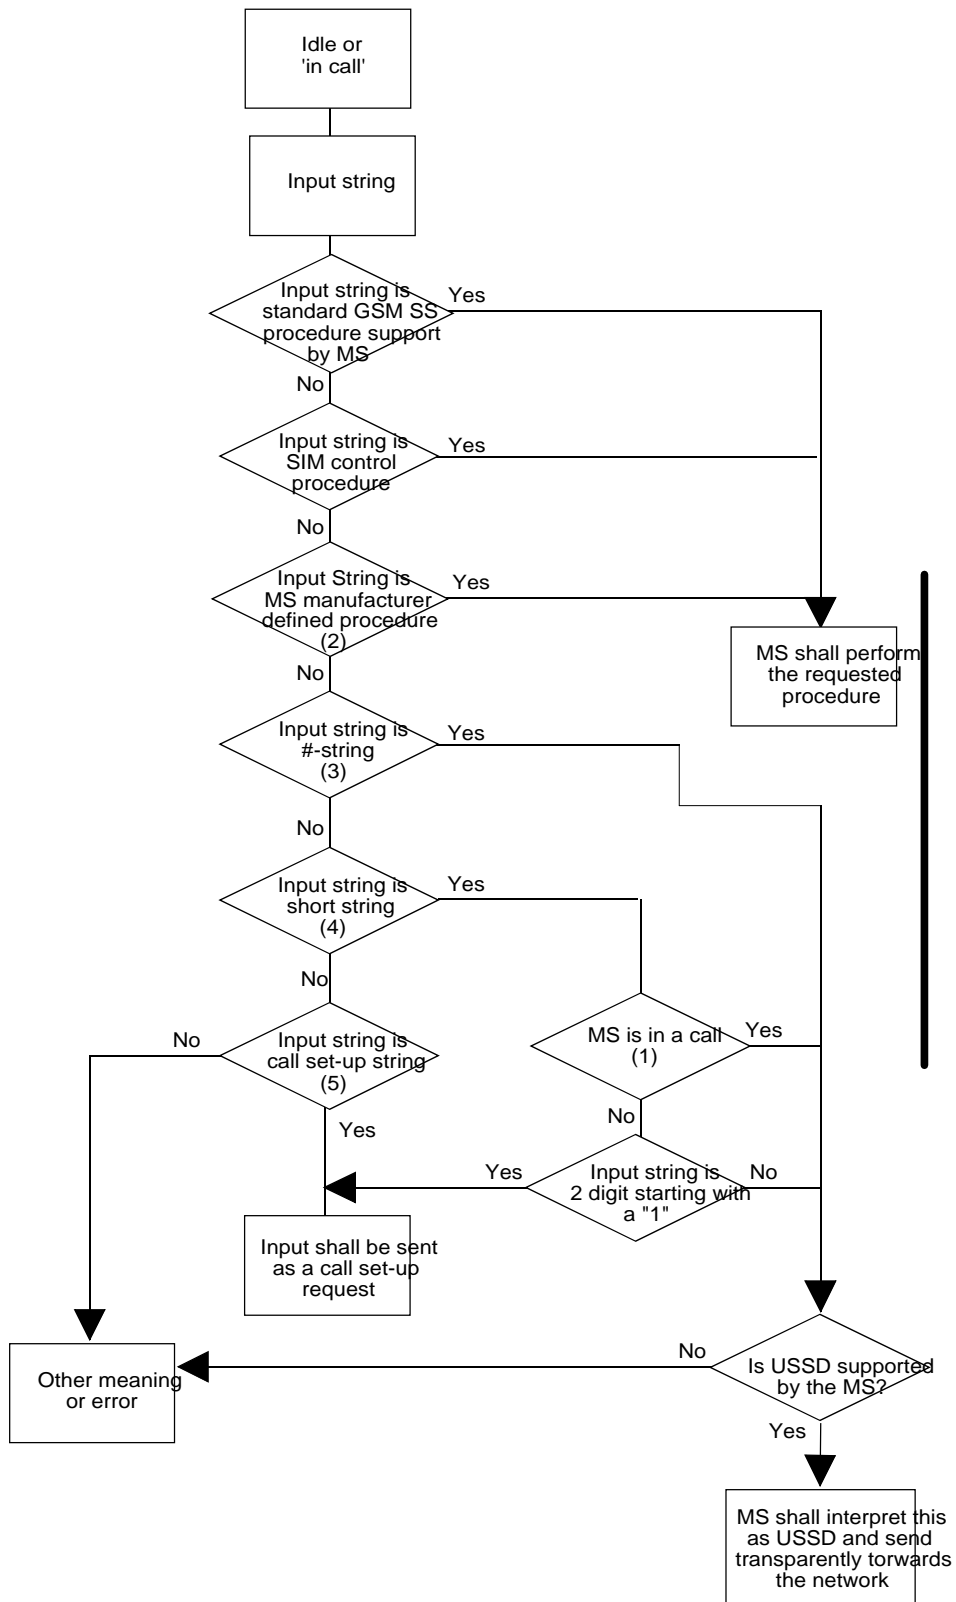 Idle or
'in call'
Input string
Input string is
standard GSM SS
procedure support
by MS
Yes
No
Input string is
SIM control
procedure
Yes
No
Input String is
MS manufacturer
defined procedure
(2)
Yes
MS shall perform
the requested
procedure
No
Input string is
#-string
(3)
Yes
No
Input string is
short string
(4)
Yes
No
MS is in a call
(1)
Yes
No
Input string is
call set-up string
(5)
No
Yes
Yes
Input string is
2 digit starting with
a "1"
No
Input shall be sent
as a call set-up
request
No
Is USSD supported
by the MS?
Other meaning
or error
Yes
MS shall interpret this
as USSD and send
transparently torwards
the network